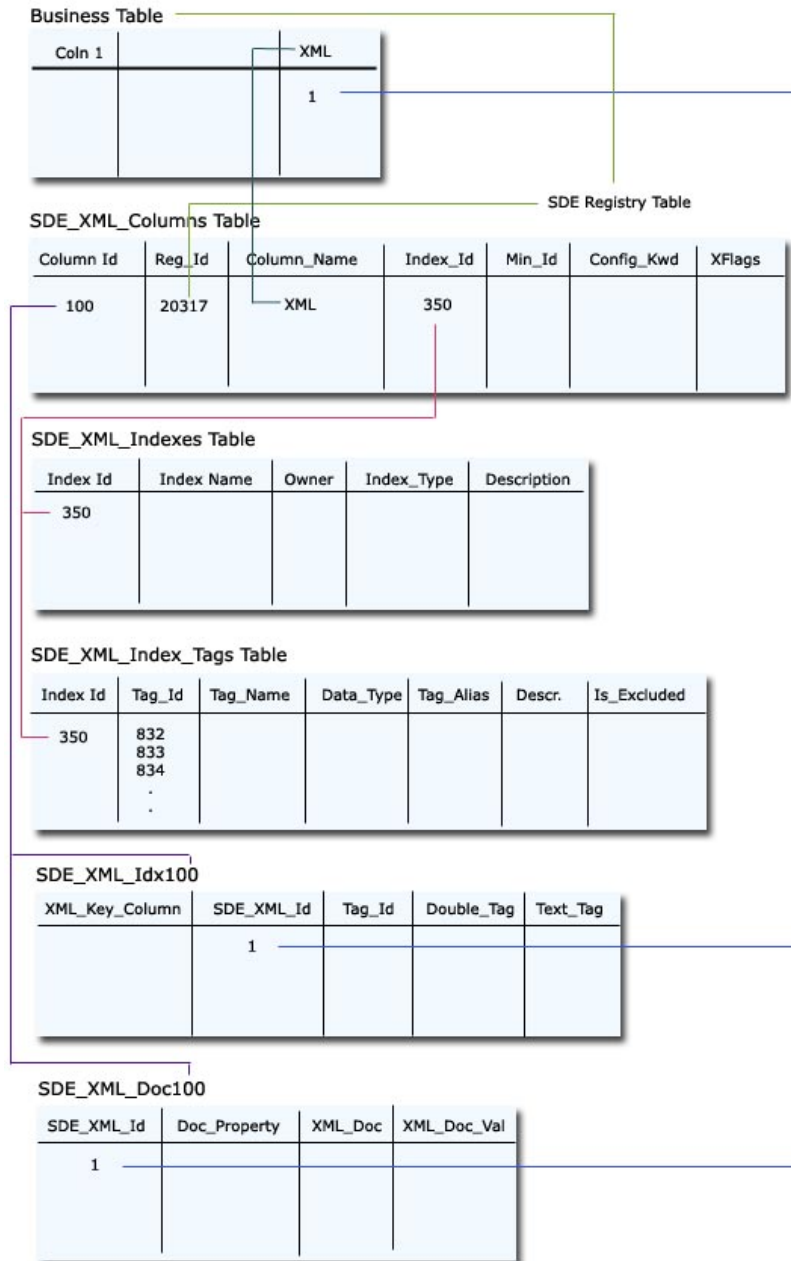 Business Table
Coln 1 XML
1
SDE Registry Table
SDE_XML_Columns Table
Column Id Reg_Id Column_Name Index_Id Min_Id Config_Kwd XFlags
100 20317 XML 350
SDE_XML_Indexes Table
Index Id Index Name Owner Index_Type Description
350
SDE_XML_Index_Tags Table
Index Id Tag_Id Tag_Name Data_Type Tag_Alias Descr. Is_Excluded
350 832
833
834
.
.
SDE_XML_Idx100
XML_Key_Column SDE_XML_Id Tag_Id Double_Tag Text_Tag
1
SDE_XML_Doc100
SDE_XML_Id Doc_Property XML_Doc XML_Doc_Val
1